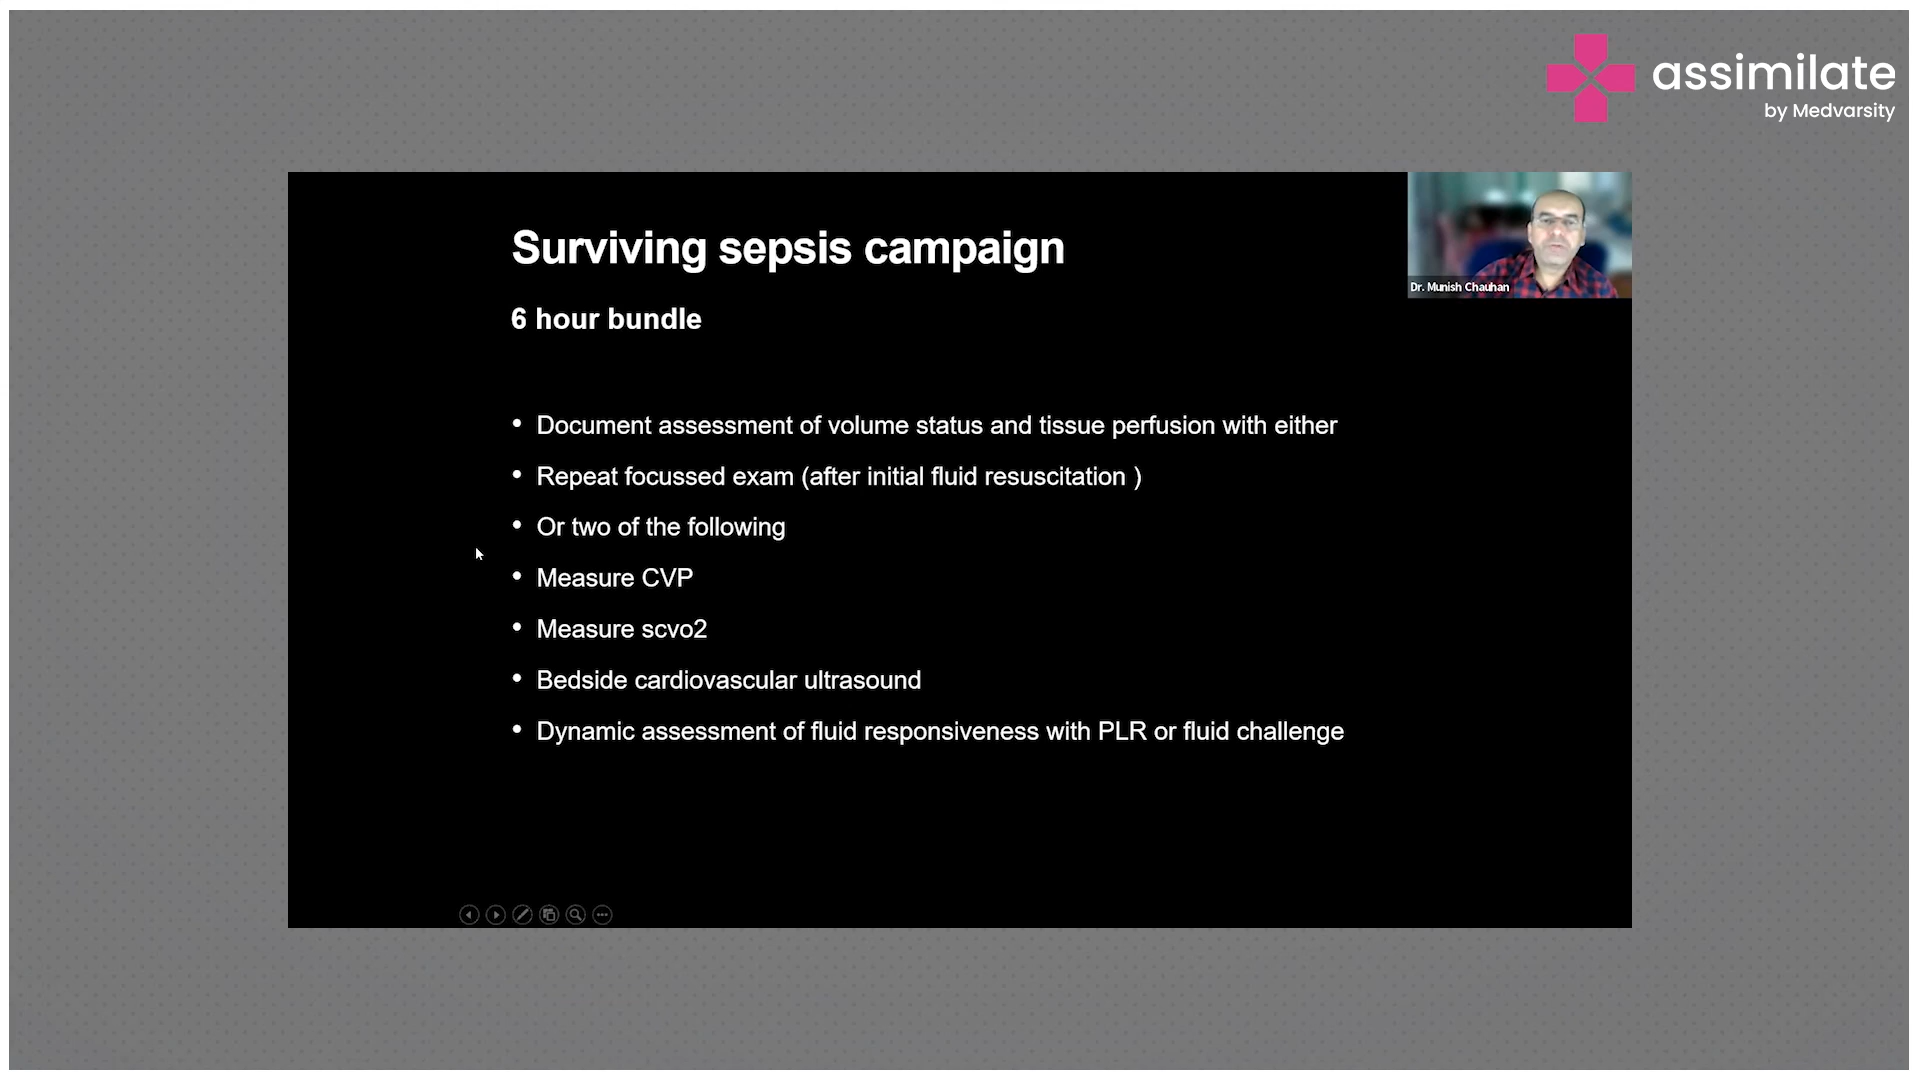 assimilate
by Medvarsity
Surviving sepsis campaign
Dr. Munish Chauhan
6 hour bundle
• Document assessment of volume status and tissue perfusion with either
• Repeat focussed exam (after initial fluid resuscitation )
• Or two of the following
• Measure CVP
• Measure scvo2
• Bedside cardiovascular ultrasound
• Dynamic assessment of fluid responsiveness with PLR or fluid challenge